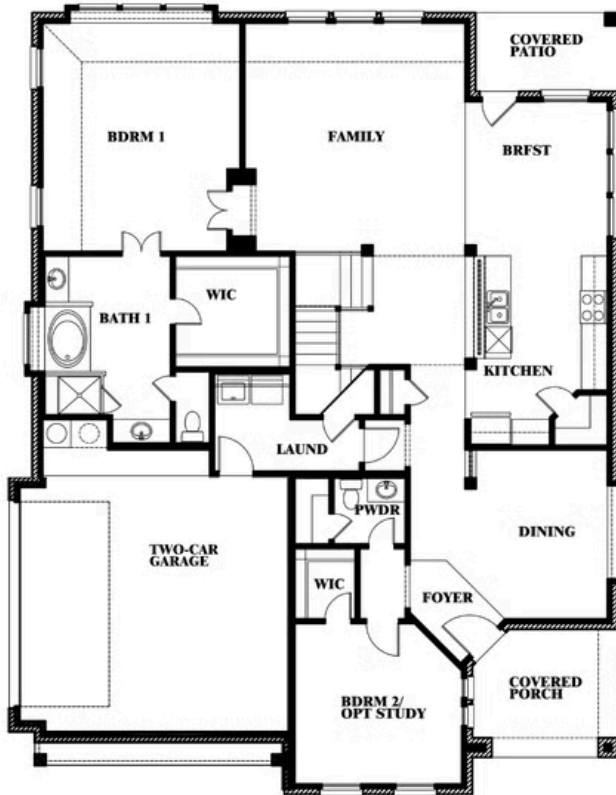 COVERED
PATIO
BDRM 1
FAMILY
BRFST
WIC
BATH 1
KITCHEN
LAUND
PWDR
DINING
TWO-CAR
GARAGE
WIC
FOYER
COVERED
PORCH
BDRM 2/
OPT STUDY